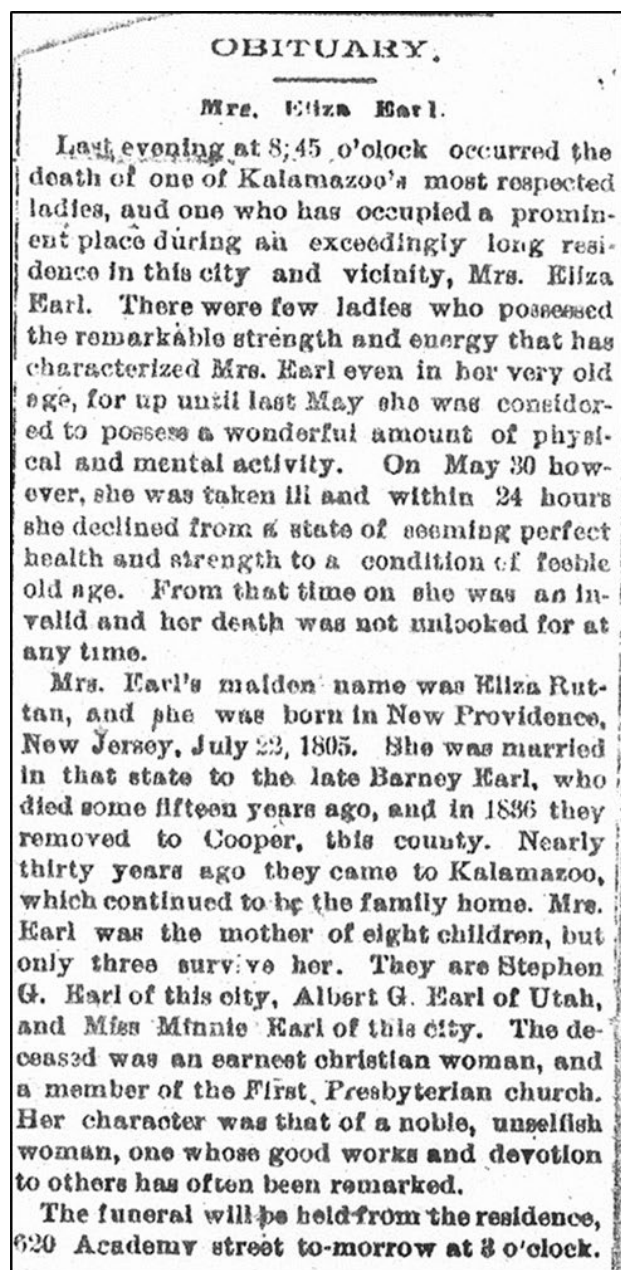 OBITUARY.
Mrs. Eliza Earl.
Last evening at 8:45 o'clock occurred the
death of one of Kalamazoo's most respected
ladies, and one who has occupied a promin-
ent place during an exceedingly long resi-
dence in this city and vicinity, Mrs. Eliza
Earl. There were few ladies who possessed
the remarkable strength and energy that has
characterized Mrs. Earl even in her very old
age, for up until last May she was consider-
ed to possess a wonderful amount of physi-
cal and mental activity. On May 30 how-
ever, she was taken ill and within 24 hours
she declined from a state of seeming perfect
health and strength to a condition of feeble
old age. From that time on she was an in-
valid and her death was not unlooked for at
any time.
Mrs. Earl's maiden name was Eliza Rut-
tan, and she was born in New Providence,
New Jersey, July 22, 1805. She was married
in that state to the late Barney Earl, who
died some fifteen years ago, and in 1836 they
removed to Cooper, this county. Nearly
thirty years ago they came to Kalamazoo,
which continued to be the family home. Mrs.
Earl was the mother of eight children, but
only three survive her. They are Stephen
G. Earl of this city, Albert G. Earl of Utah,
and Miss Minnie Earl of this city. The de-
ceased was an earnest christian woman, and
a member of the First Presbyterian church.
Her character was that of a noble, unselfish
woman, one whose good works and devotion
to others has often been remarked.
The funeral will be held from the residence,
620 Academy street to-morrow at 3 o'clock.